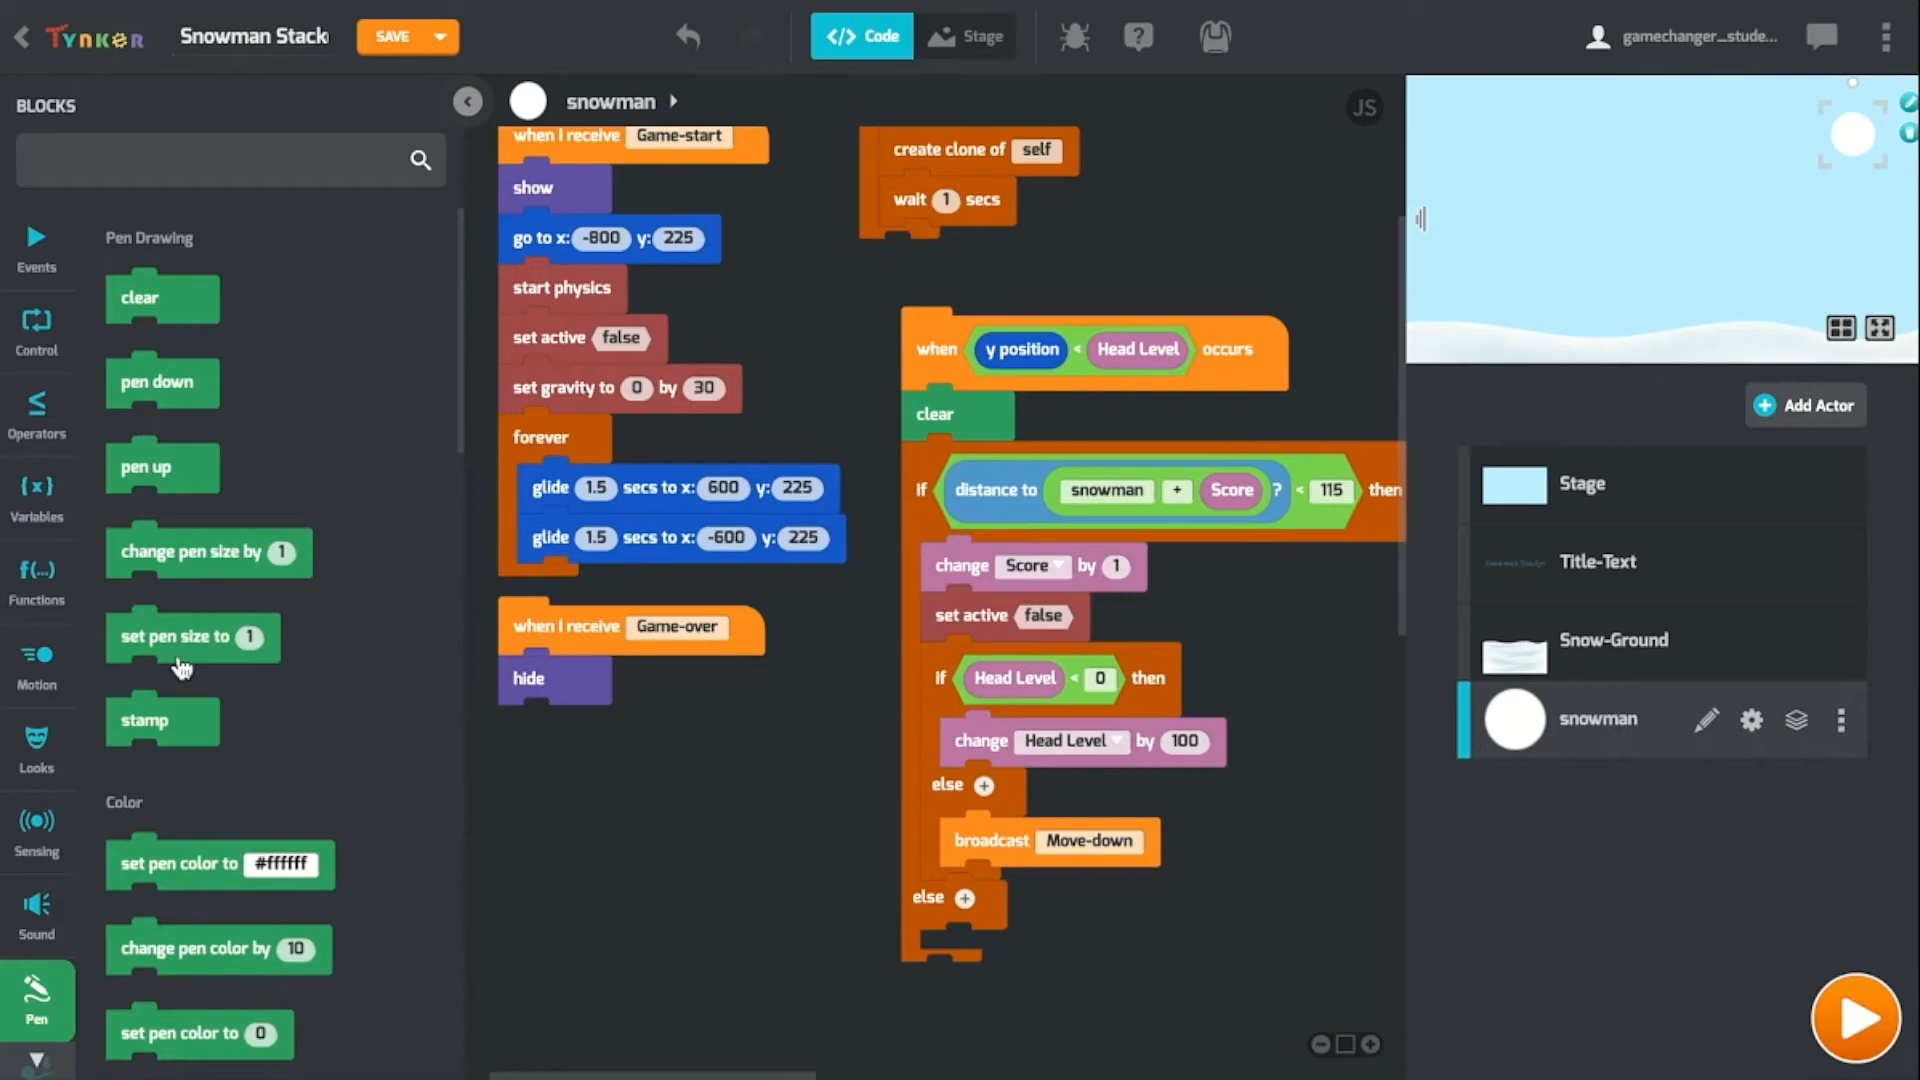 TYNKER
Snowman Stack
SAVE
</> Code
Stage
?
gamechanger_stude...
BLOCKS
Events
Control
Operators
{x}
Variables
f(...)
Functions
Motion
Looks
Sensing
Sound
Pen
Pen Drawing
clear
pen down
pen up
change pen size by 1
set pen size to 1
stamp
Color
set pen color to #ffffff
change pen color by 10
set pen color to 0
snowman
JS
when I receive Game-start
show
go to x: -800 y: 225
start physics
set active false
set gravity to 0 by 30
forever
glide 1.5 secs to x: 600 y: 225
glide 1.5 secs to x: -600 y: 225
when I receive Game-over
hide
create clone of self
wait 1 secs
when y position < Head Level occurs
clear
if distance to snowman + Score ? < 115 then
change Score by 1
set active false
if Head Level < 0 then
change Head Level by 100
else +
broadcast Move-down
else +
Add Actor
Stage
Title-Text
Snow-Ground
snowman